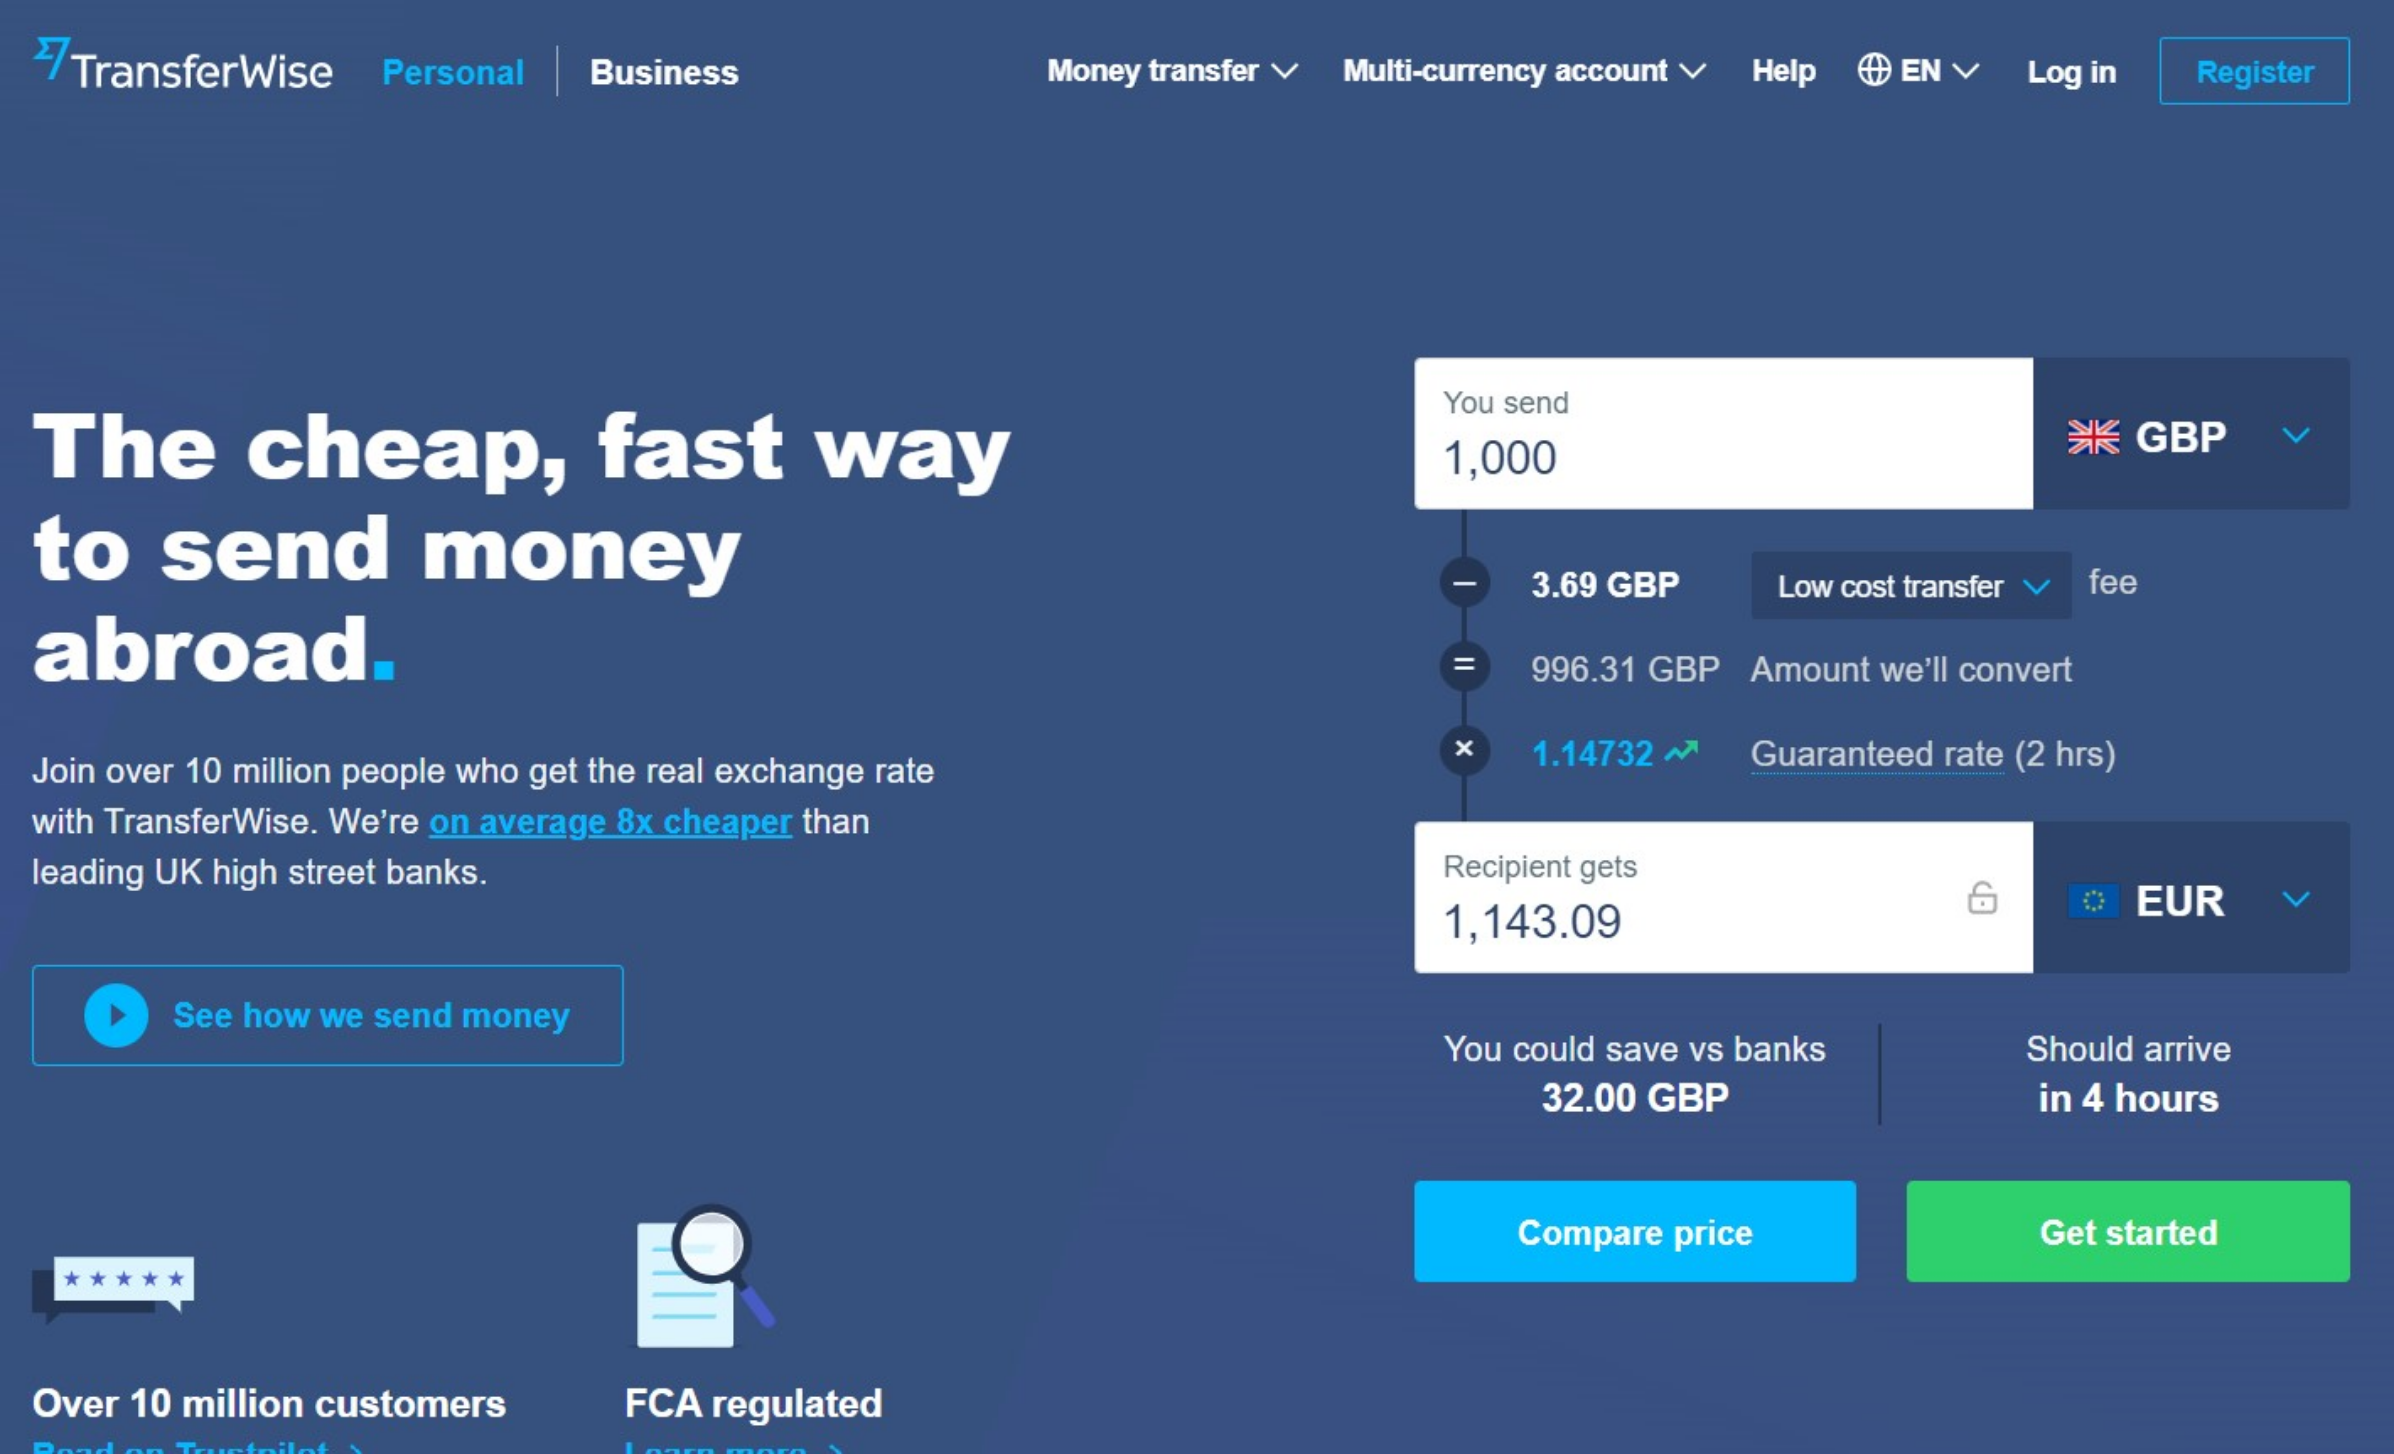 TransferWise
Personal
Business
Money transfer
Multi-currency account
Help
EN
Log in
Register
The cheap, fast way
to send money
abroad.
Join over 10 million people who get the real exchange rate
with TransferWise. We’re on average 8x cheaper than
leading UK high street banks.
See how we send money
Over 10 million customers
Read on Trustpilot >
FCA regulated
Learn more >
You send
1,000
GBP
− 3.69 GBP Low cost transfer fee
= 996.31 GBP Amount we’ll convert
× 1.14732 Guaranteed rate (2 hrs)
Recipient gets
1,143.09
EUR
You could save vs banks
32.00 GBP
Should arrive
in 4 hours
Compare price
Get started